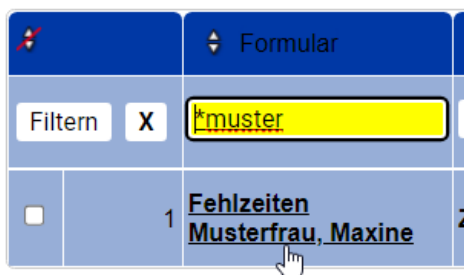 Formular
Filtern X *muster
1 Fehlzeiten
Musterfrau, Maxine